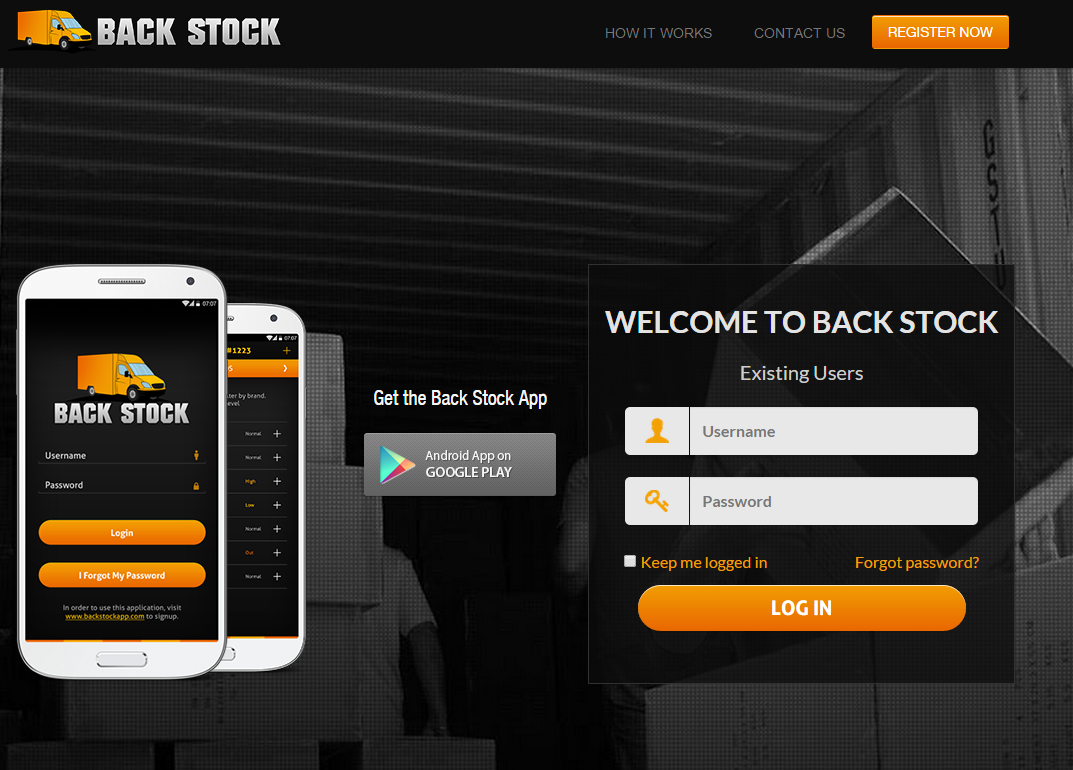 BACK STOCK
HOW IT WORKS
CONTACT US
REGISTER NOW
07:07
BACK STOCK
Username
Password
Login
I Forgot My Password
In order to use this application, visit
www.backstockapp.com to signup.
07:07
#1223
ter by brand.
evel
Normal
Normal
High
Low
Normal
Out
Normal
Get the Back Stock App
Android App on
GOOGLE PLAY
WELCOME TO BACK STOCK
Existing Users
Username
Password
Keep me logged in
Forgot password?
LOG IN